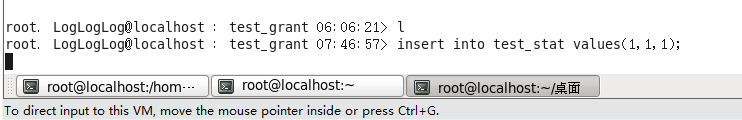 root. LogLogLog@localhost : test_grant 06:06:21> l
root. LogLogLog@localhost : test_grant 07:46:57> insert into test_stat values(1,1,1);
root@localhost:/hom··· root@localhost:~ root@localhost:~/桌面
To direct input to this VM, move the mouse pointer inside or press Ctrl+G.